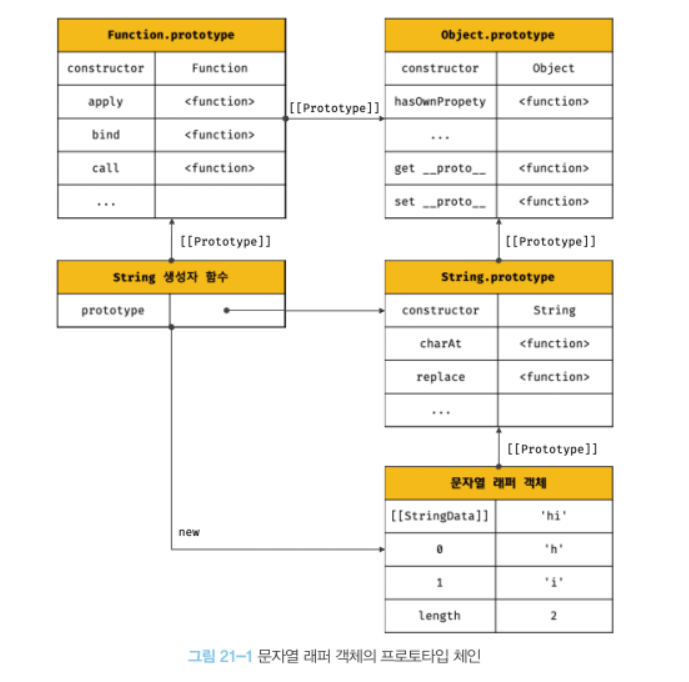 Function.prototype
constructor Function
apply <function>
bind <function>
call <function>
...
[[Prototype]]
Object.prototype
constructor Object
hasOwnPropety <function>
...
get __proto__ <function>
set __proto__ <function>
[[Prototype]]
[[Prototype]]
String 생성자 함수
prototype
String.prototype
constructor String
charAt <function>
replace <function>
...
[[Prototype]]
new
문자열 래퍼 객체
[[StringData]] 'hi'
0 'h'
1 'i'
length 2
그림 21-1 문자열 래퍼 객체의 프로토타입 체인